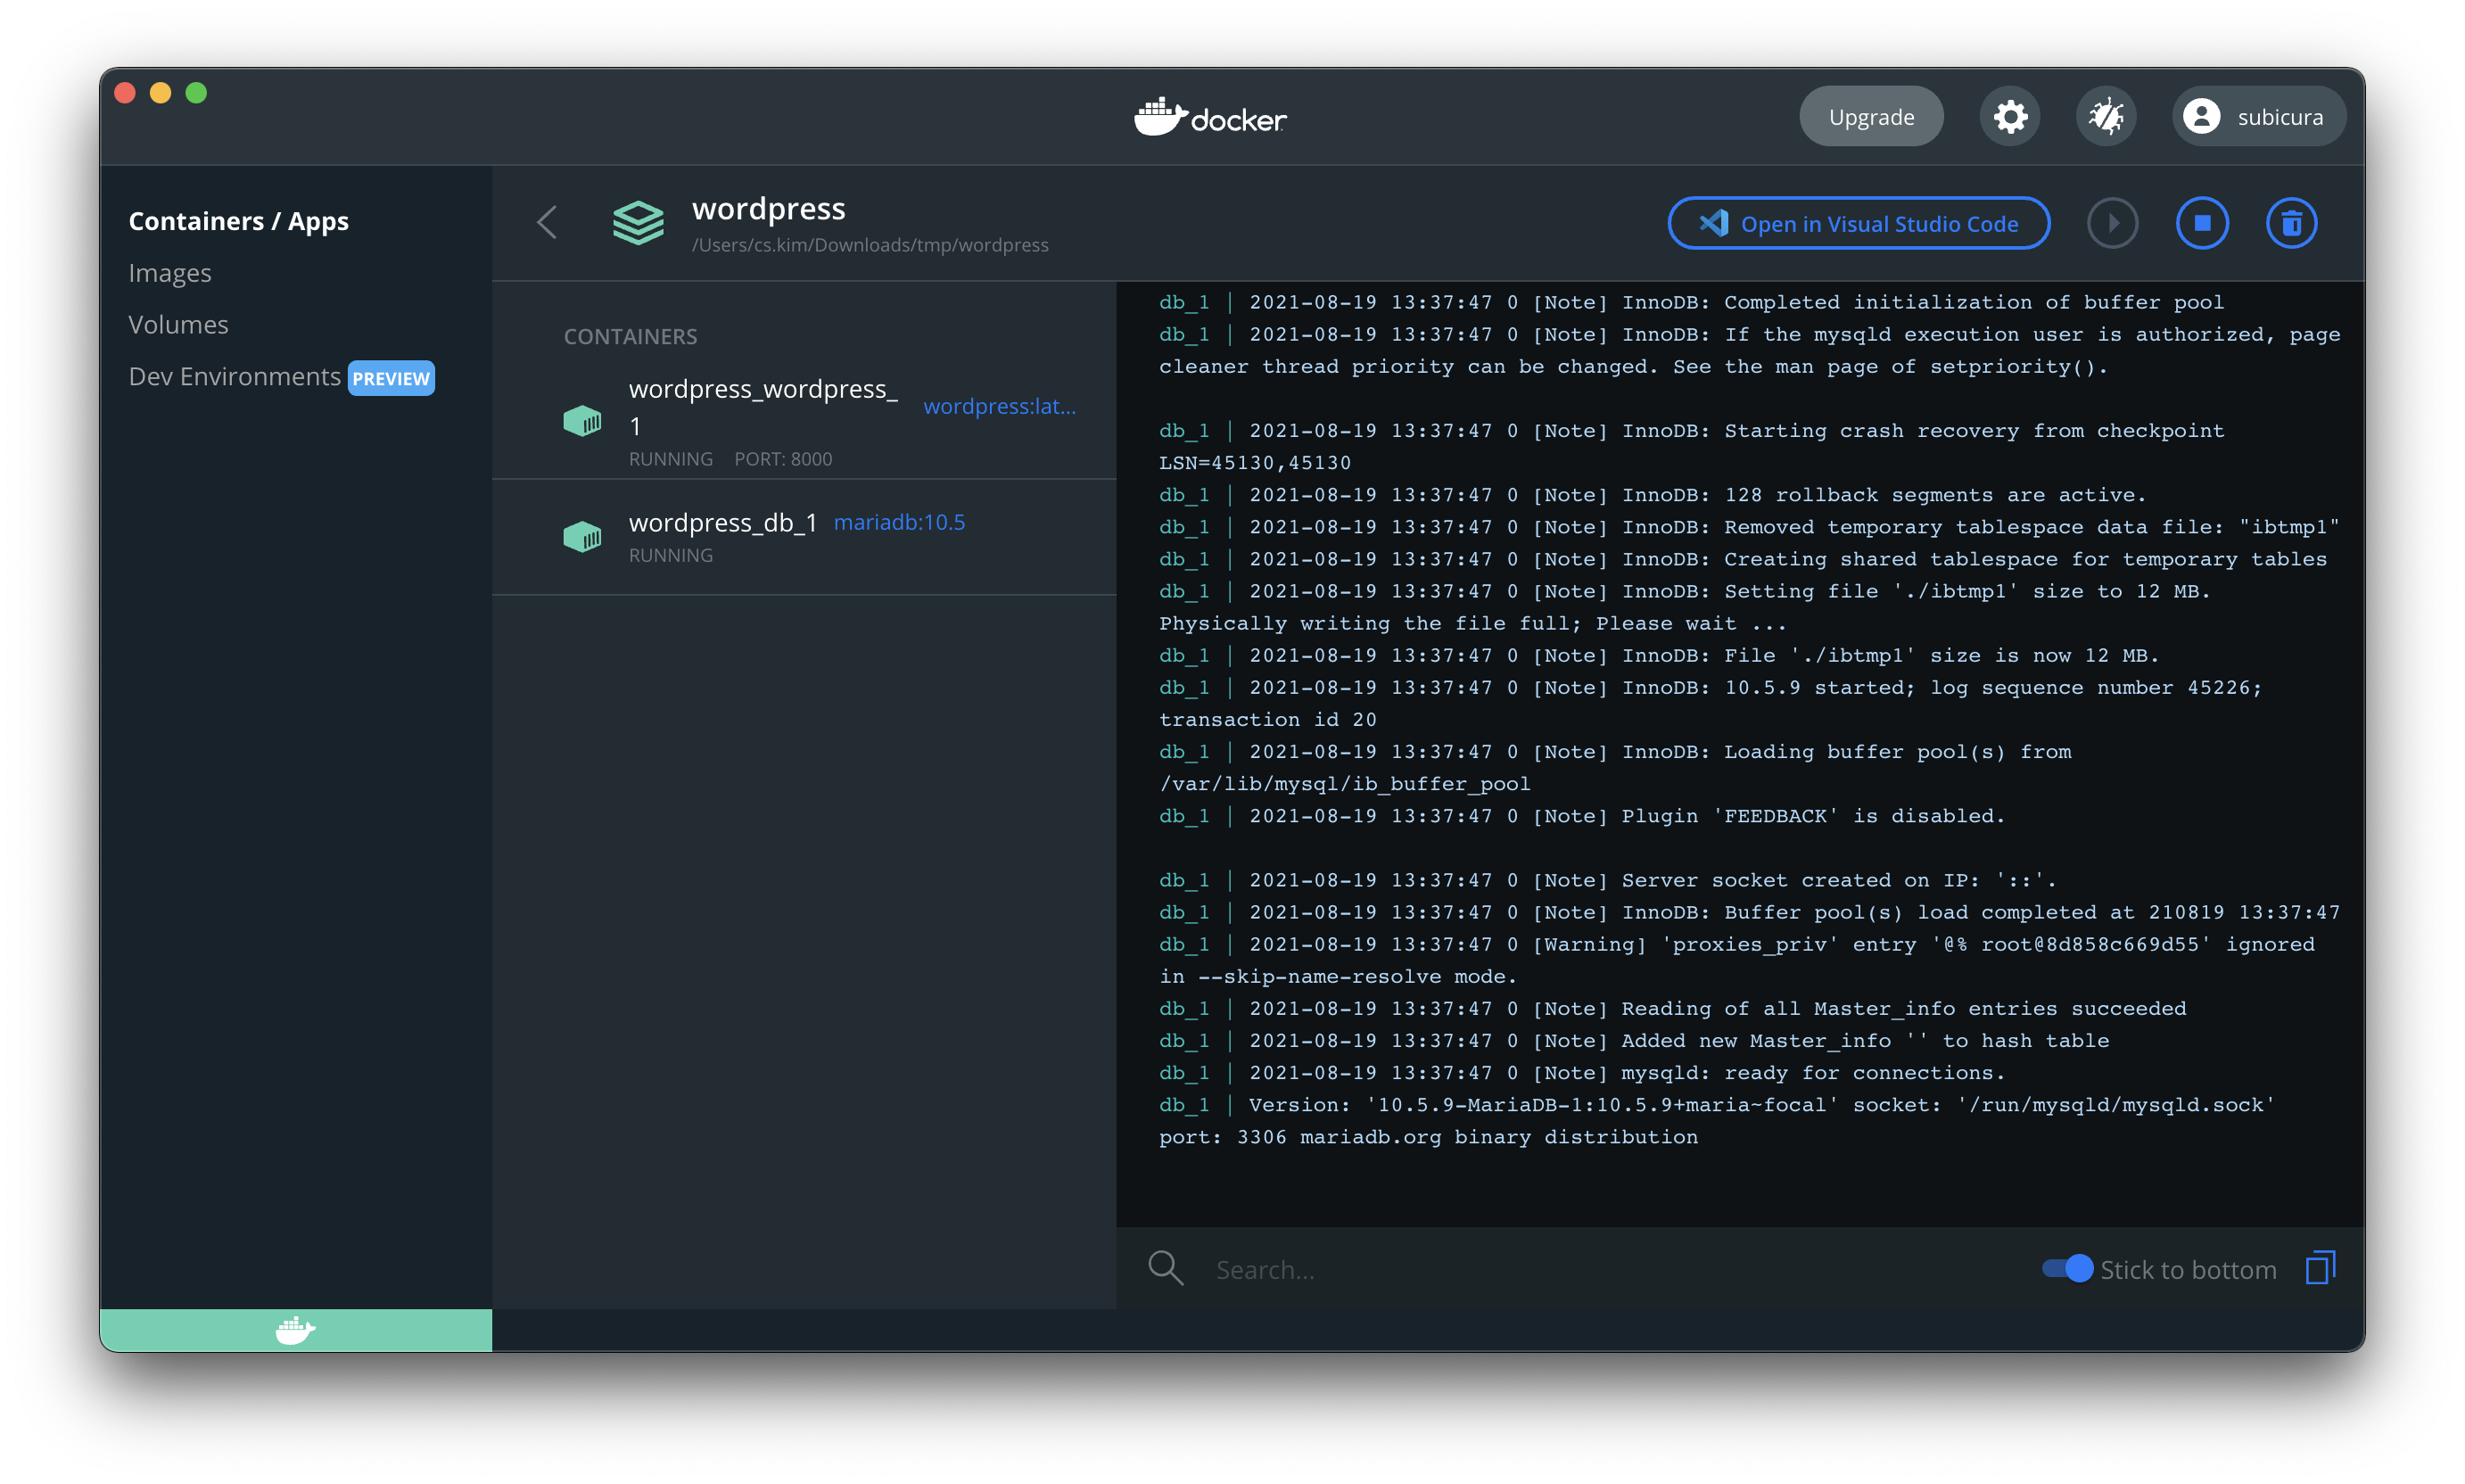 docker
Upgrade
subicura
Containers / Apps
Images
Volumes
Dev Environments PREVIEW
wordpress
/Users/cs.kim/Downloads/tmp/wordpress
Open in Visual Studio Code
CONTAINERS
wordpress_wordpress_
1
wordpress:lat...
RUNNING PORT: 8000
wordpress_db_1 mariadb:10.5
RUNNING
db_1 | 2021-08-19 13:37:47 0 [Note] InnoDB: Completed initialization of buffer pool
db_1 | 2021-08-19 13:37:47 0 [Note] InnoDB: If the mysqld execution user is authorized, page
cleaner thread priority can be changed. See the man page of setpriority().
db_1 | 2021-08-19 13:37:47 0 [Note] InnoDB: Starting crash recovery from checkpoint
LSN=45130,45130
db_1 | 2021-08-19 13:37:47 0 [Note] InnoDB: 128 rollback segments are active.
db_1 | 2021-08-19 13:37:47 0 [Note] InnoDB: Removed temporary tablespace data file: "ibtmp1"
db_1 | 2021-08-19 13:37:47 0 [Note] InnoDB: Creating shared tablespace for temporary tables
db_1 | 2021-08-19 13:37:47 0 [Note] InnoDB: Setting file './ibtmp1' size to 12 MB.
Physically writing the file full; Please wait ...
db_1 | 2021-08-19 13:37:47 0 [Note] InnoDB: File './ibtmp1' size is now 12 MB.
db_1 | 2021-08-19 13:37:47 0 [Note] InnoDB: 10.5.9 started; log sequence number 45226;
transaction id 20
db_1 | 2021-08-19 13:37:47 0 [Note] InnoDB: Loading buffer pool(s) from
/var/lib/mysql/ib_buffer_pool
db_1 | 2021-08-19 13:37:47 0 [Note] Plugin 'FEEDBACK' is disabled.
db_1 | 2021-08-19 13:37:47 0 [Note] Server socket created on IP: '::'.
db_1 | 2021-08-19 13:37:47 0 [Note] InnoDB: Buffer pool(s) load completed at 210819 13:37:47
db_1 | 2021-08-19 13:37:47 0 [Warning] 'proxies_priv' entry '@% root@8d858c669d55' ignored
in --skip-name-resolve mode.
db_1 | 2021-08-19 13:37:47 0 [Note] Reading of all Master_info entries succeeded
db_1 | 2021-08-19 13:37:47 0 [Note] Added new Master_info '' to hash table
db_1 | 2021-08-19 13:37:47 0 [Note] mysqld: ready for connections.
db_1 | Version: '10.5.9-MariaDB-1:10.5.9+maria~focal' socket: '/run/mysqld/mysqld.sock'
port: 3306 mariadb.org binary distribution
Search...
Stick to bottom